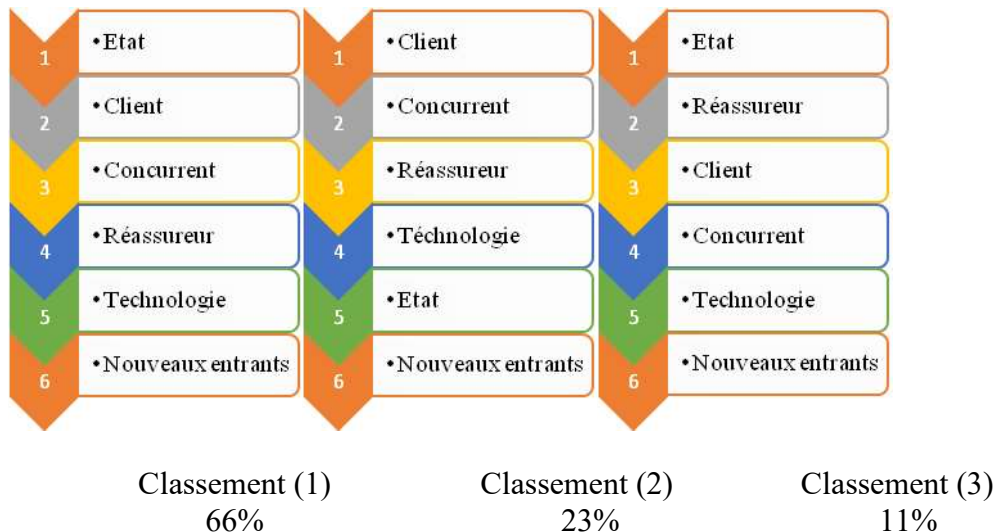 1
•Etat
2
•Client
3
•Concurrent
4
•Réassureur
5
•Technologie
6
•Nouveaux entrants
1
•Client
2
•Concurrent
3
•Réassureur
4
•Téchnologie
5
•Etat
6
•Nouveaux entrants
1
•Etat
2
•Réassureur
3
•Client
4
•Concurrent
5
•Technologie
6
•Nouveaux entrants
Classement (1) Classement (2) Classement (3)
66% 23% 11%